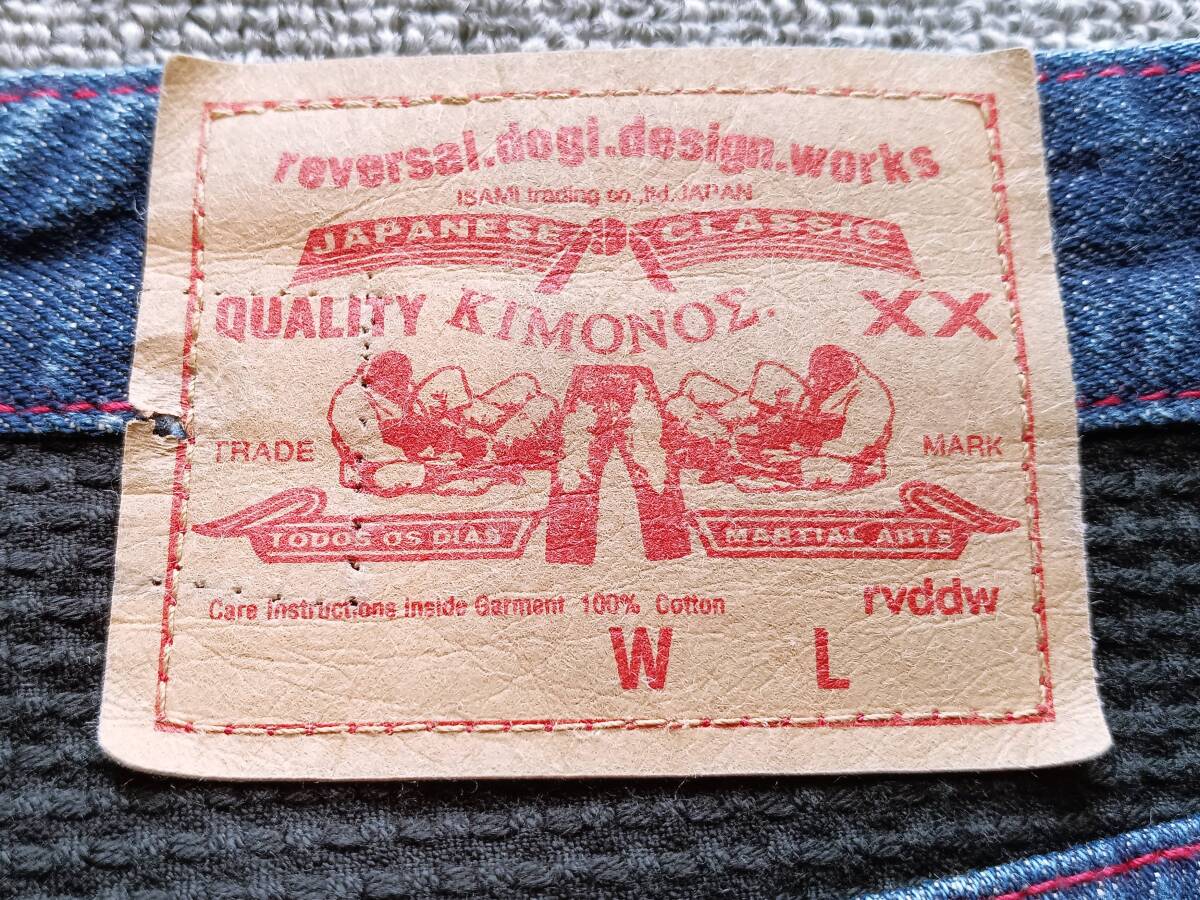 reversal.dogi.design.works
ISAMI trading co.,ltd.JAPAN
JAPANESE CLASSIC
QUALITY KIMONOΣ. XX
TRADE MARK
TODOS OS DIAS MARTIAL ARTS
Care Instructions Inside Garment 100% Cotton rvddw
W L